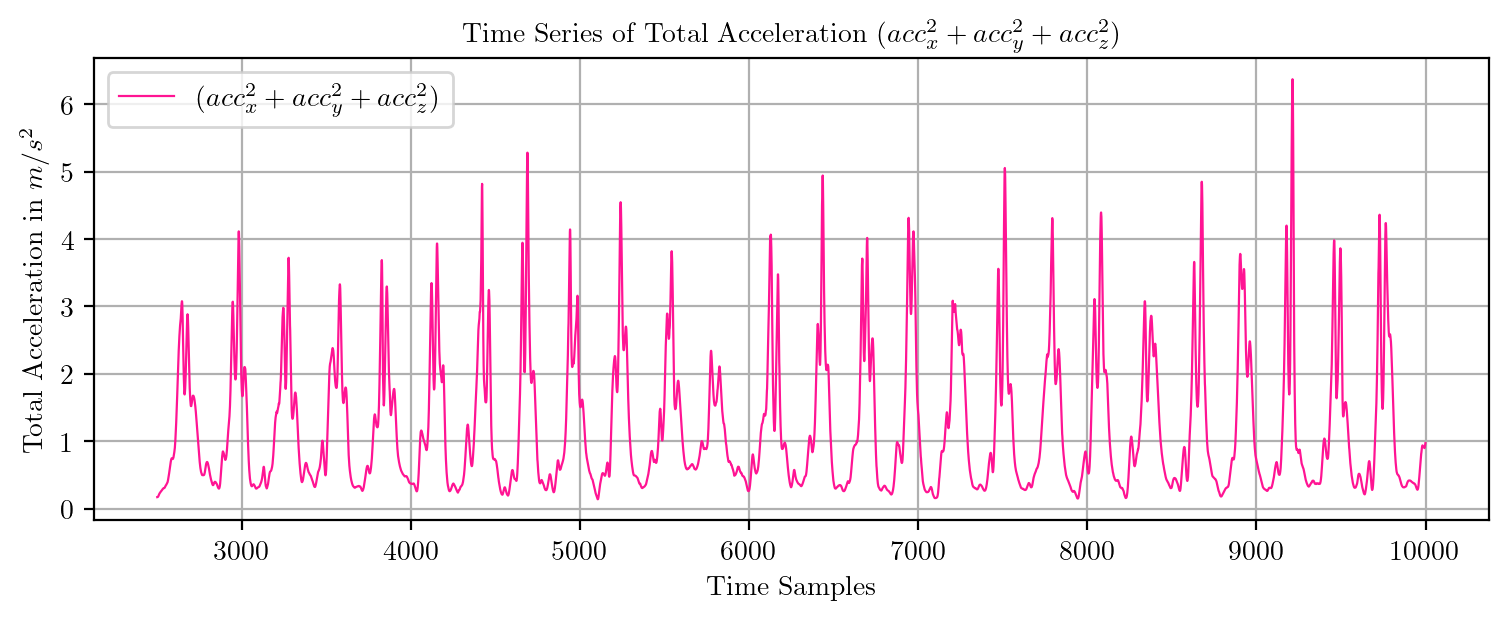 Time Series of Total Acceleration ($acc_x^2 + acc_y^2 + acc_z^2$)
($acc_x^2 + acc_y^2 + acc_z^2$)
Total Acceleration in $m/s^2$
6
5
4
3
2
1
0
3000 4000 5000 6000 7000 8000 9000 10000
Time Samples